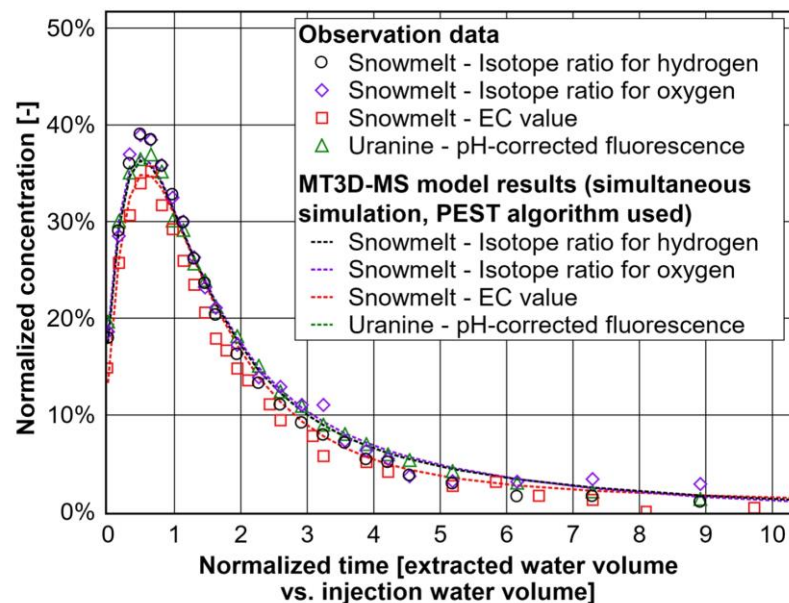 50%
40%
30%
20%
10%
0%
Normalized concentration [-]
Observation data
Snowmelt - Isotope ratio for hydrogen
Snowmelt - Isotope ratio for oxygen
Snowmelt - EC value
Uranine - pH-corrected fluorescence
MT3D-MS model results (simultaneous
simulation, PEST algorithm used)
Snowmelt - Isotope ratio for hydrogen
Snowmelt - Isotope ratio for oxygen
Snowmelt - EC value
Uranine - pH-corrected fluorescence
0 1 2 3 4 5 6 7 8 9 10
Normalized time [extracted water volume
vs. injection water volume]